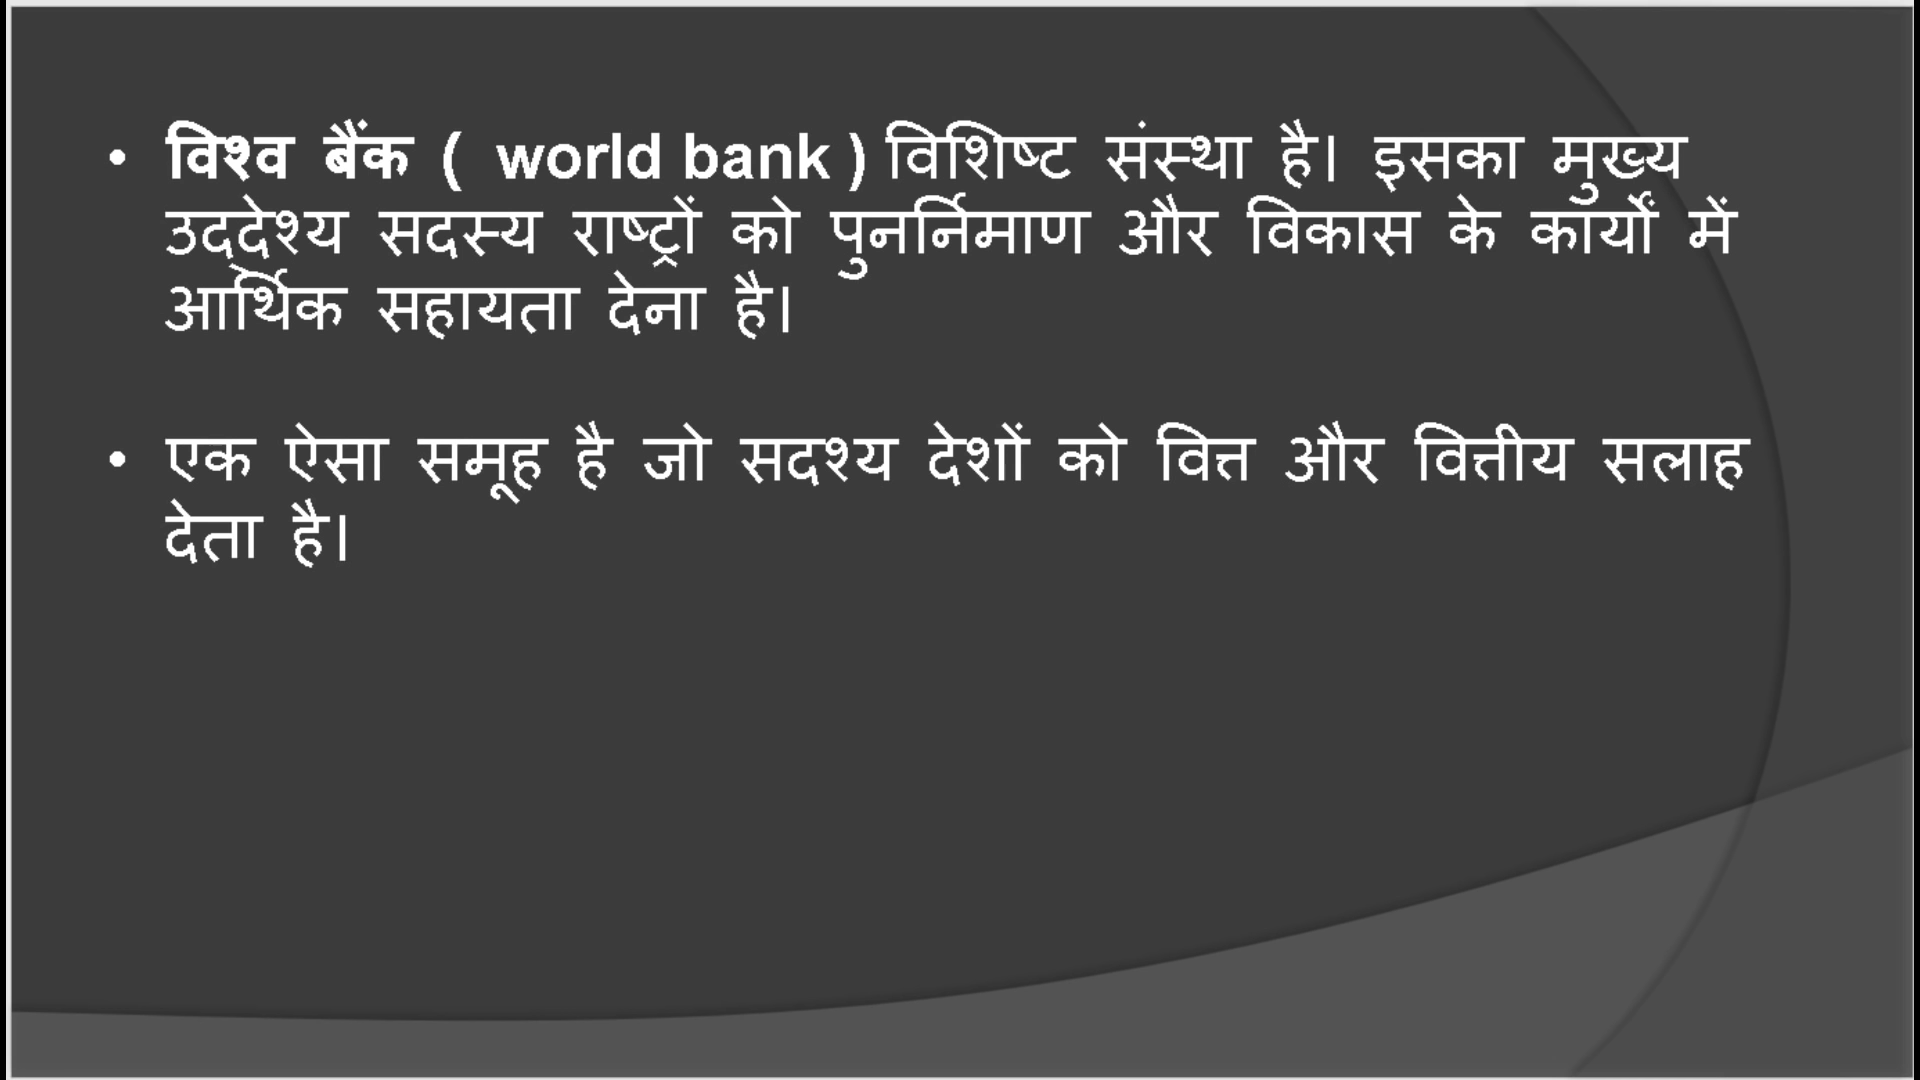 • विश्व बैंक ( world bank ) विशिष्ट संस्था है। इसका मुख्य
उद्देश्य सदस्य राष्ट्रों को पुनर्निमाण और विकास के कार्यों में
आर्थिक सहायता देना है।
• एक ऐसा समूह है जो सदश्य देशों को वित्त और वित्तीय सलाह
देता है।